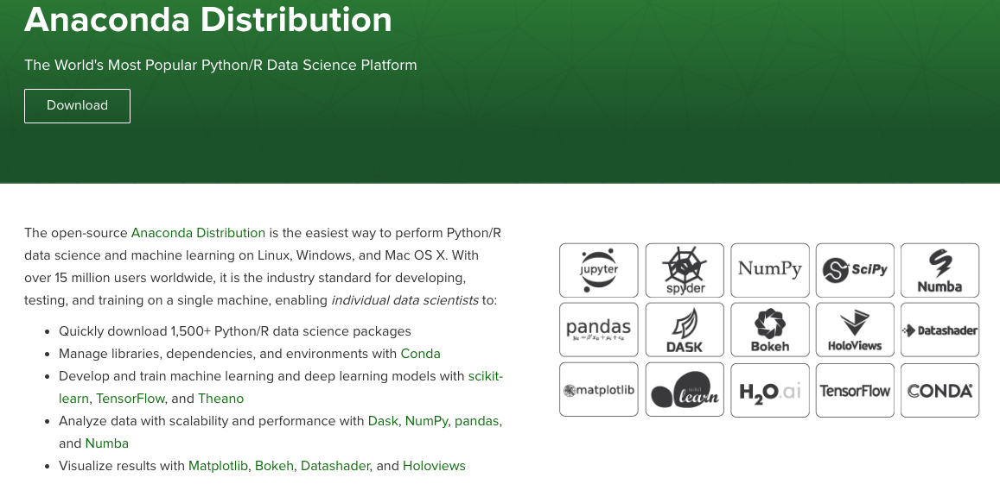 Anaconda Distribution
The World's Most Popular Python/R Data Science Platform
Download
The open-source Anaconda Distribution is the easiest way to perform Python/R
data science and machine learning on Linux, Windows, and Mac OS X. With
over 15 million users worldwide, it is the industry standard for developing,
testing, and training on a single machine, enabling individual data scientists to:
• Quickly download 1,500+ Python/R data science packages
• Manage libraries, dependencies, and environments with Conda
• Develop and train machine learning and deep learning models with scikit-
learn, TensorFlow, and Theano
• Analyze data with scalability and performance with Dask, NumPy, pandas,
and Numba
• Visualize results with Matplotlib, Bokeh, Datashader, and Holoviews
jupyter
spyder
NumPy
SciPy
Numba
pandas
DASK
Bokeh
HoloViews
Datashader
matplotlib
scikit
learn
H2O.ai
TensorFlow
CONDA